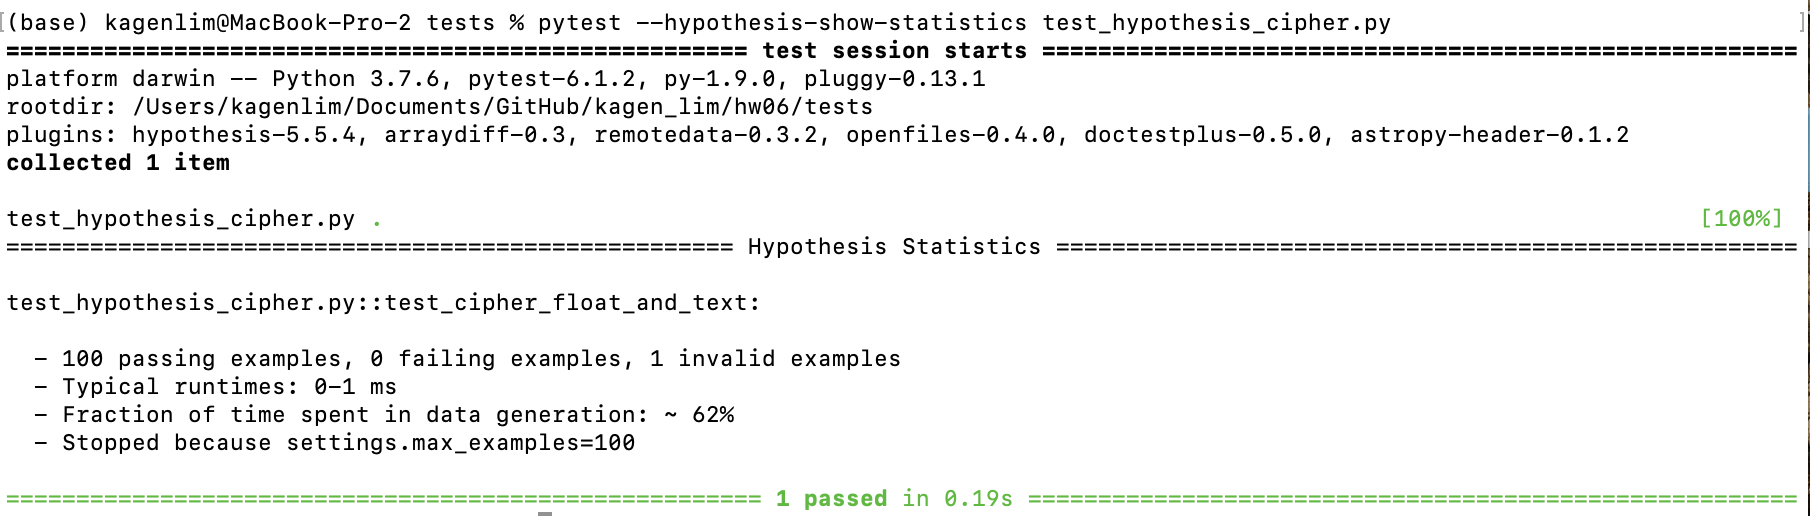 (base) kagenlim@MacBook-Pro-2 tests % pytest --hypothesis-show-statistics test_hypothesis_cipher.py
===================================================== test session starts ======================================================
platform darwin -- Python 3.7.6, pytest-6.1.2, py-1.9.0, pluggy-0.13.1
rootdir: /Users/kagenlim/Documents/GitHub/kagen_lim/hw06/tests
plugins: hypothesis-5.5.4, arraydiff-0.3, remotedata-0.3.2, openfiles-0.4.0, doctestplus-0.5.0, astropy-header-0.1.2
collected 1 item
test_hypothesis_cipher.py . [100%]
==================================================== Hypothesis Statistics =====================================================
test_hypothesis_cipher.py::test_cipher_float_and_text:
- 100 passing examples, 0 failing examples, 1 invalid examples
- Typical runtimes: 0-1 ms
- Fraction of time spent in data generation: ~ 62%
- Stopped because settings.max_examples=100
====================================================== 1 passed in 0.19s =======================================================